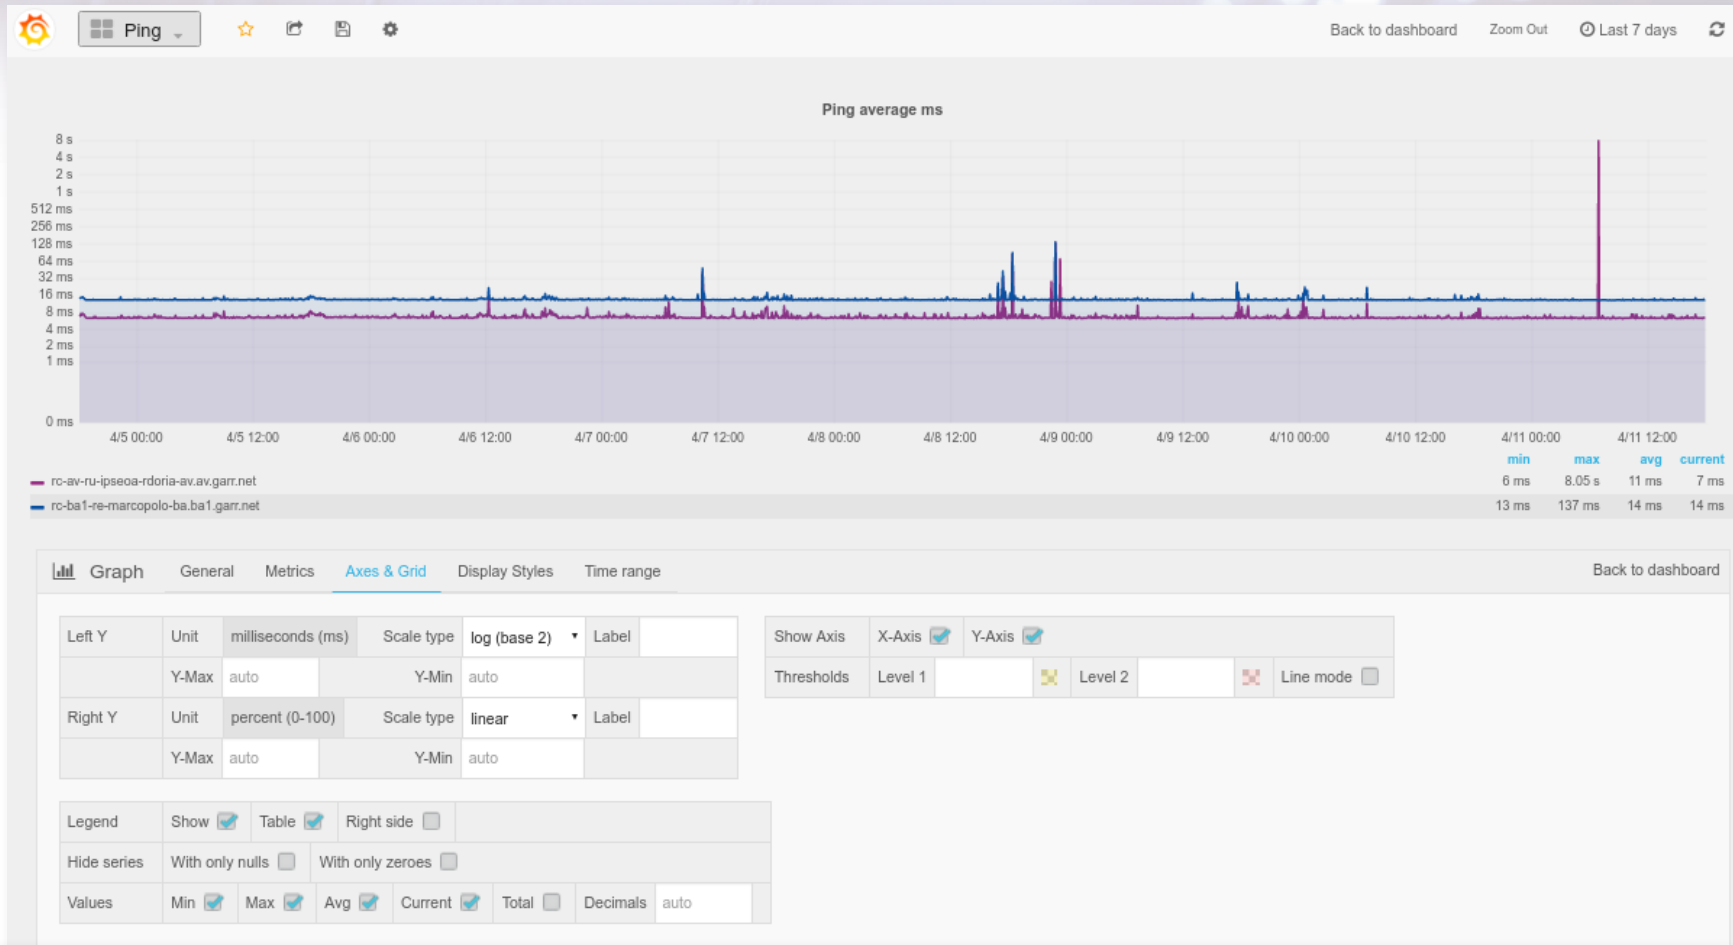 Ping Back to dashboard Zoom Out Last 7 days
Ping average ms
8 s
4 s
2 s
1 s
512 ms
256 ms
128 ms
64 ms
32 ms
16 ms
8 ms
4 ms
2 ms
1 ms
0 ms
4/5 00:00 4/5 12:00 4/6 00:00 4/6 12:00 4/7 00:00 4/7 12:00 4/8 00:00 4/8 12:00 4/9 00:00 4/9 12:00 4/10 00:00 4/10 12:00 4/11 00:00 4/11 12:00
min max avg current
rc-av-ru-ipseoa-rdoria-av.av.garr.net 6 ms 8.05 s 11 ms 7 ms
rc-ba1-re-marcopolo-ba.ba1.garr.net 13 ms 137 ms 14 ms 14 ms
Graph General Metrics Axes & Grid Display Styles Time range Back to dashboard
Left Y Unit milliseconds (ms) Scale type log (base 2) Label Show Axis X-Axis Y-Axis
Y-Max auto Y-Min auto Thresholds Level 1 Level 2 Line mode
Right Y Unit percent (0-100) Scale type linear Label
Y-Max auto Y-Min auto
Legend Show Table Right side
Hide series With only nulls With only zeroes
Values Min Max Avg Current Total Decimals auto